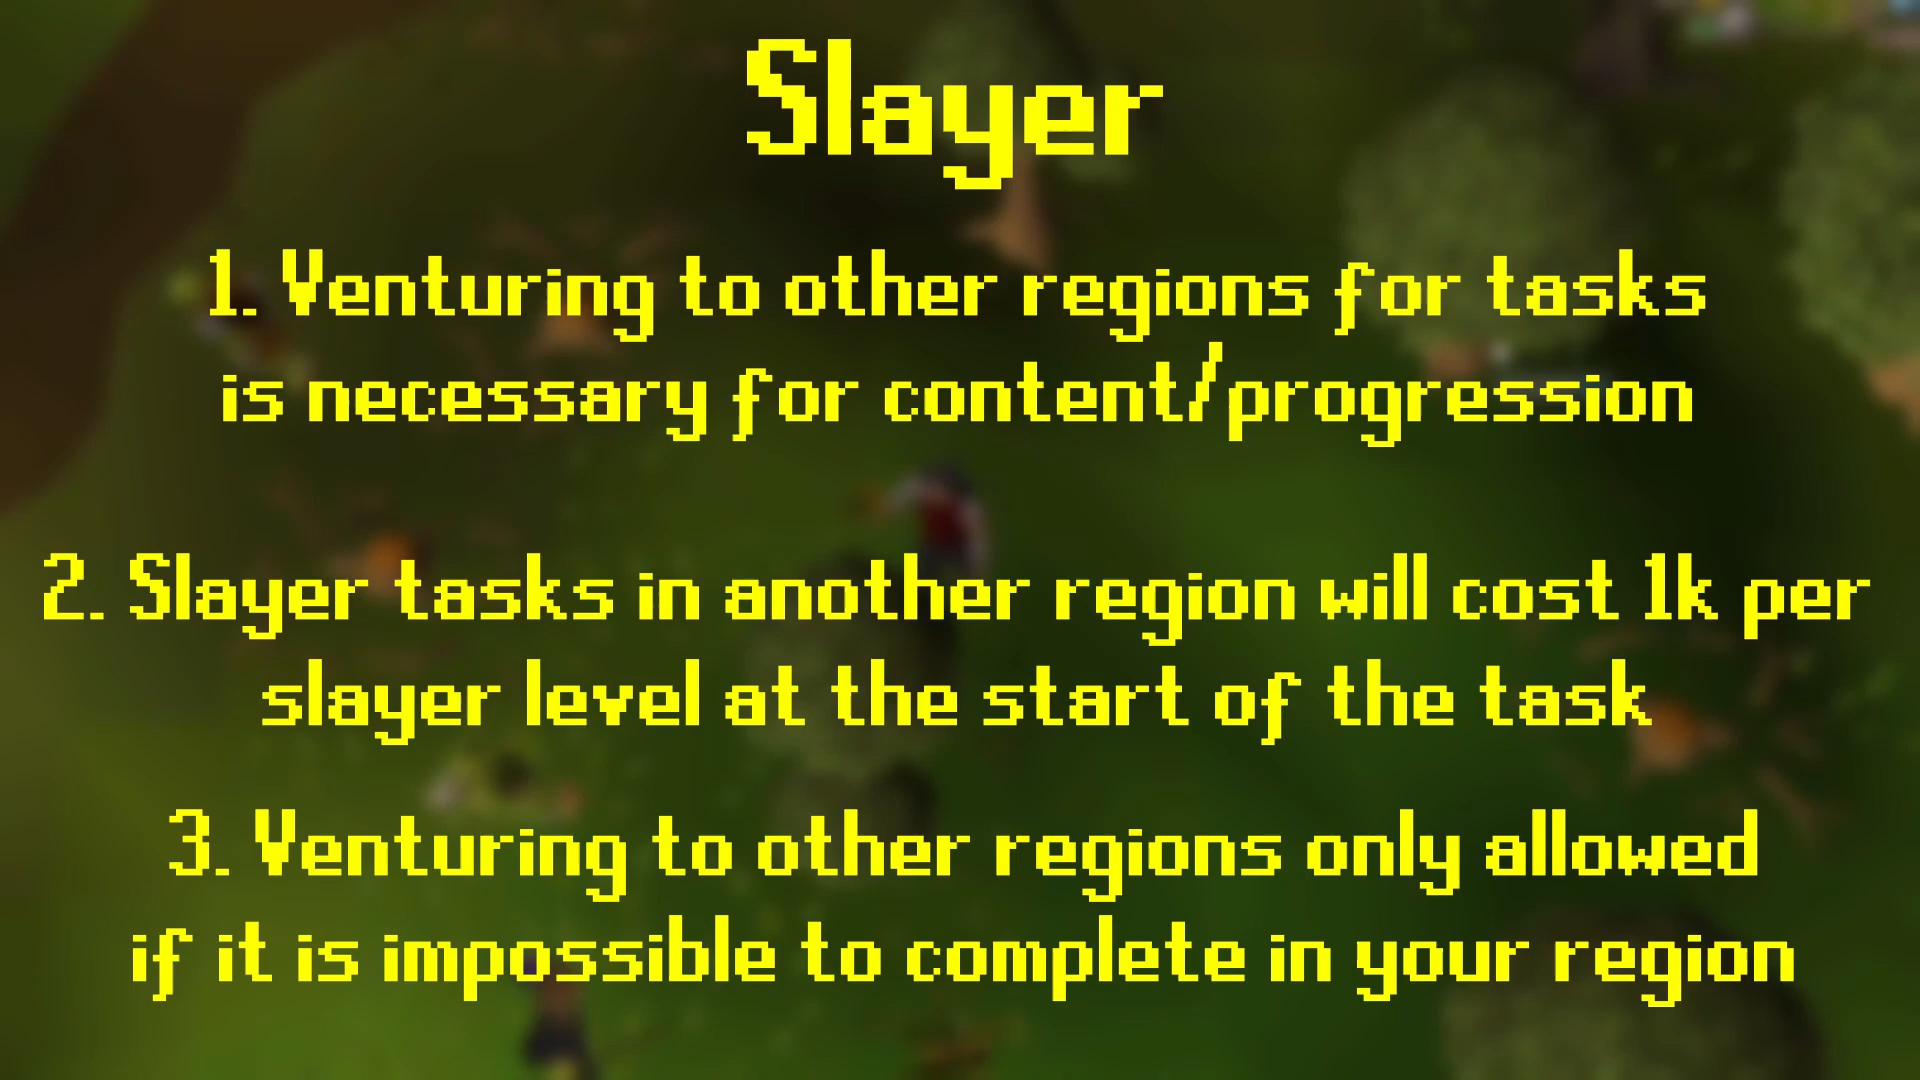 Slayer
1. Venturing to other regions for tasks
is necessary for content/progression
2. Slayer tasks in another region will cost 1k per
slayer level at the start of the task
3. Venturing to other regions only allowed
if it is impossible to complete in your region